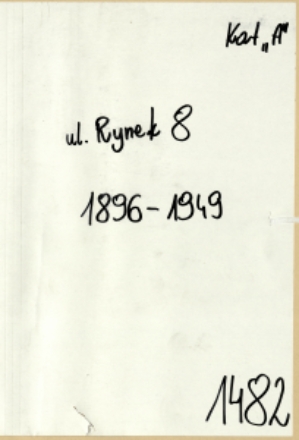 Kat „A"
ul. Rynek 8
1896-1949
1482